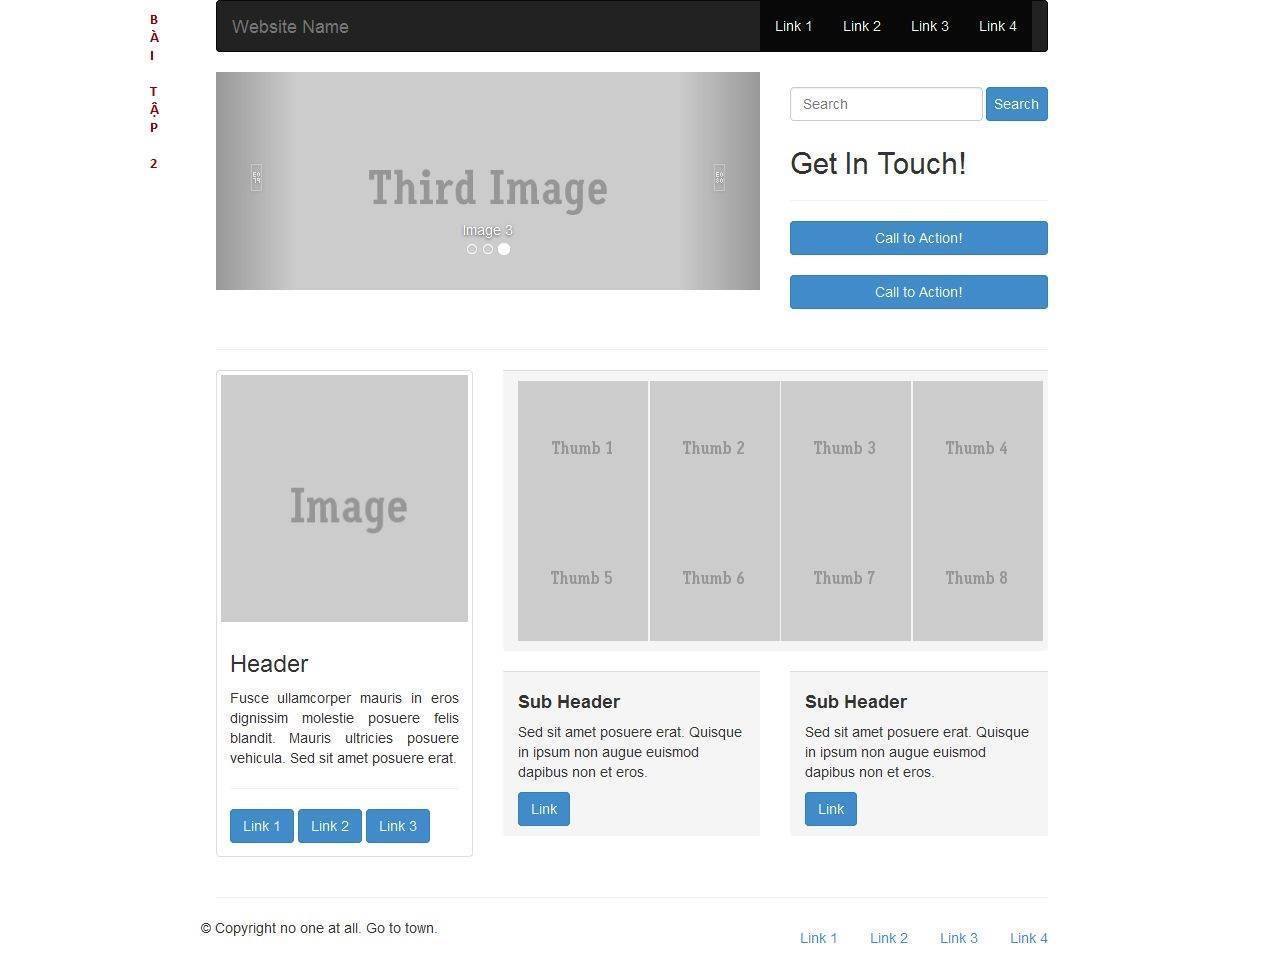 BÀI TẬP 2
Website Name
Link 1 Link 2 Link 3 Link 4
Third Image
Image 3
Search Search
Get In Touch!
Call to Action!
Call to Action!
Image
Header
Fusce ullamcorper mauris in eros
dignissim molestie posuere felis
blandit. Mauris ultricies posuere
vehicula. Sed sit amet posuere erat.
Link 1 Link 2 Link 3
Thumb 1 Thumb 2 Thumb 3 Thumb 4
Thumb 5 Thumb 6 Thumb 7 Thumb 8
Sub Header
Sed sit amet posuere erat. Quisque
in ipsum non augue euismod
dapibus non et eros.
Link
Sub Header
Sed sit amet posuere erat. Quisque
in ipsum non augue euismod
dapibus non et eros.
Link
© Copyright no one at all. Go to town.
Link 1 Link 2 Link 3 Link 4